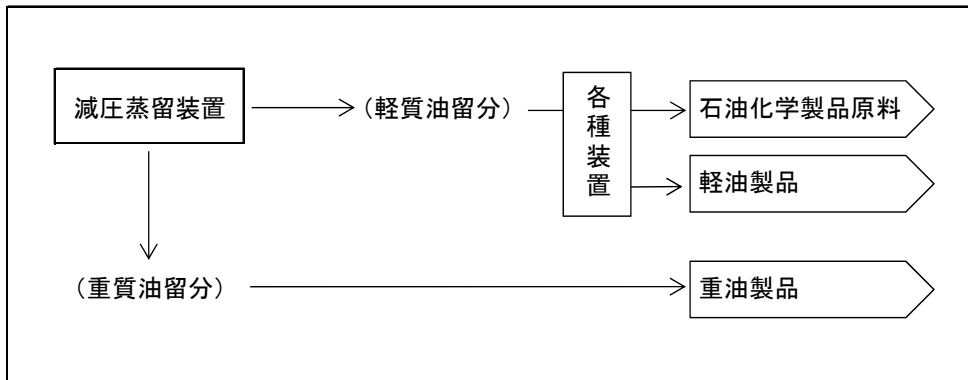 減圧蒸留装置
(軽質油留分)
各種装置
石油化学製品原料
軽油製品
(重質油留分)
重油製品